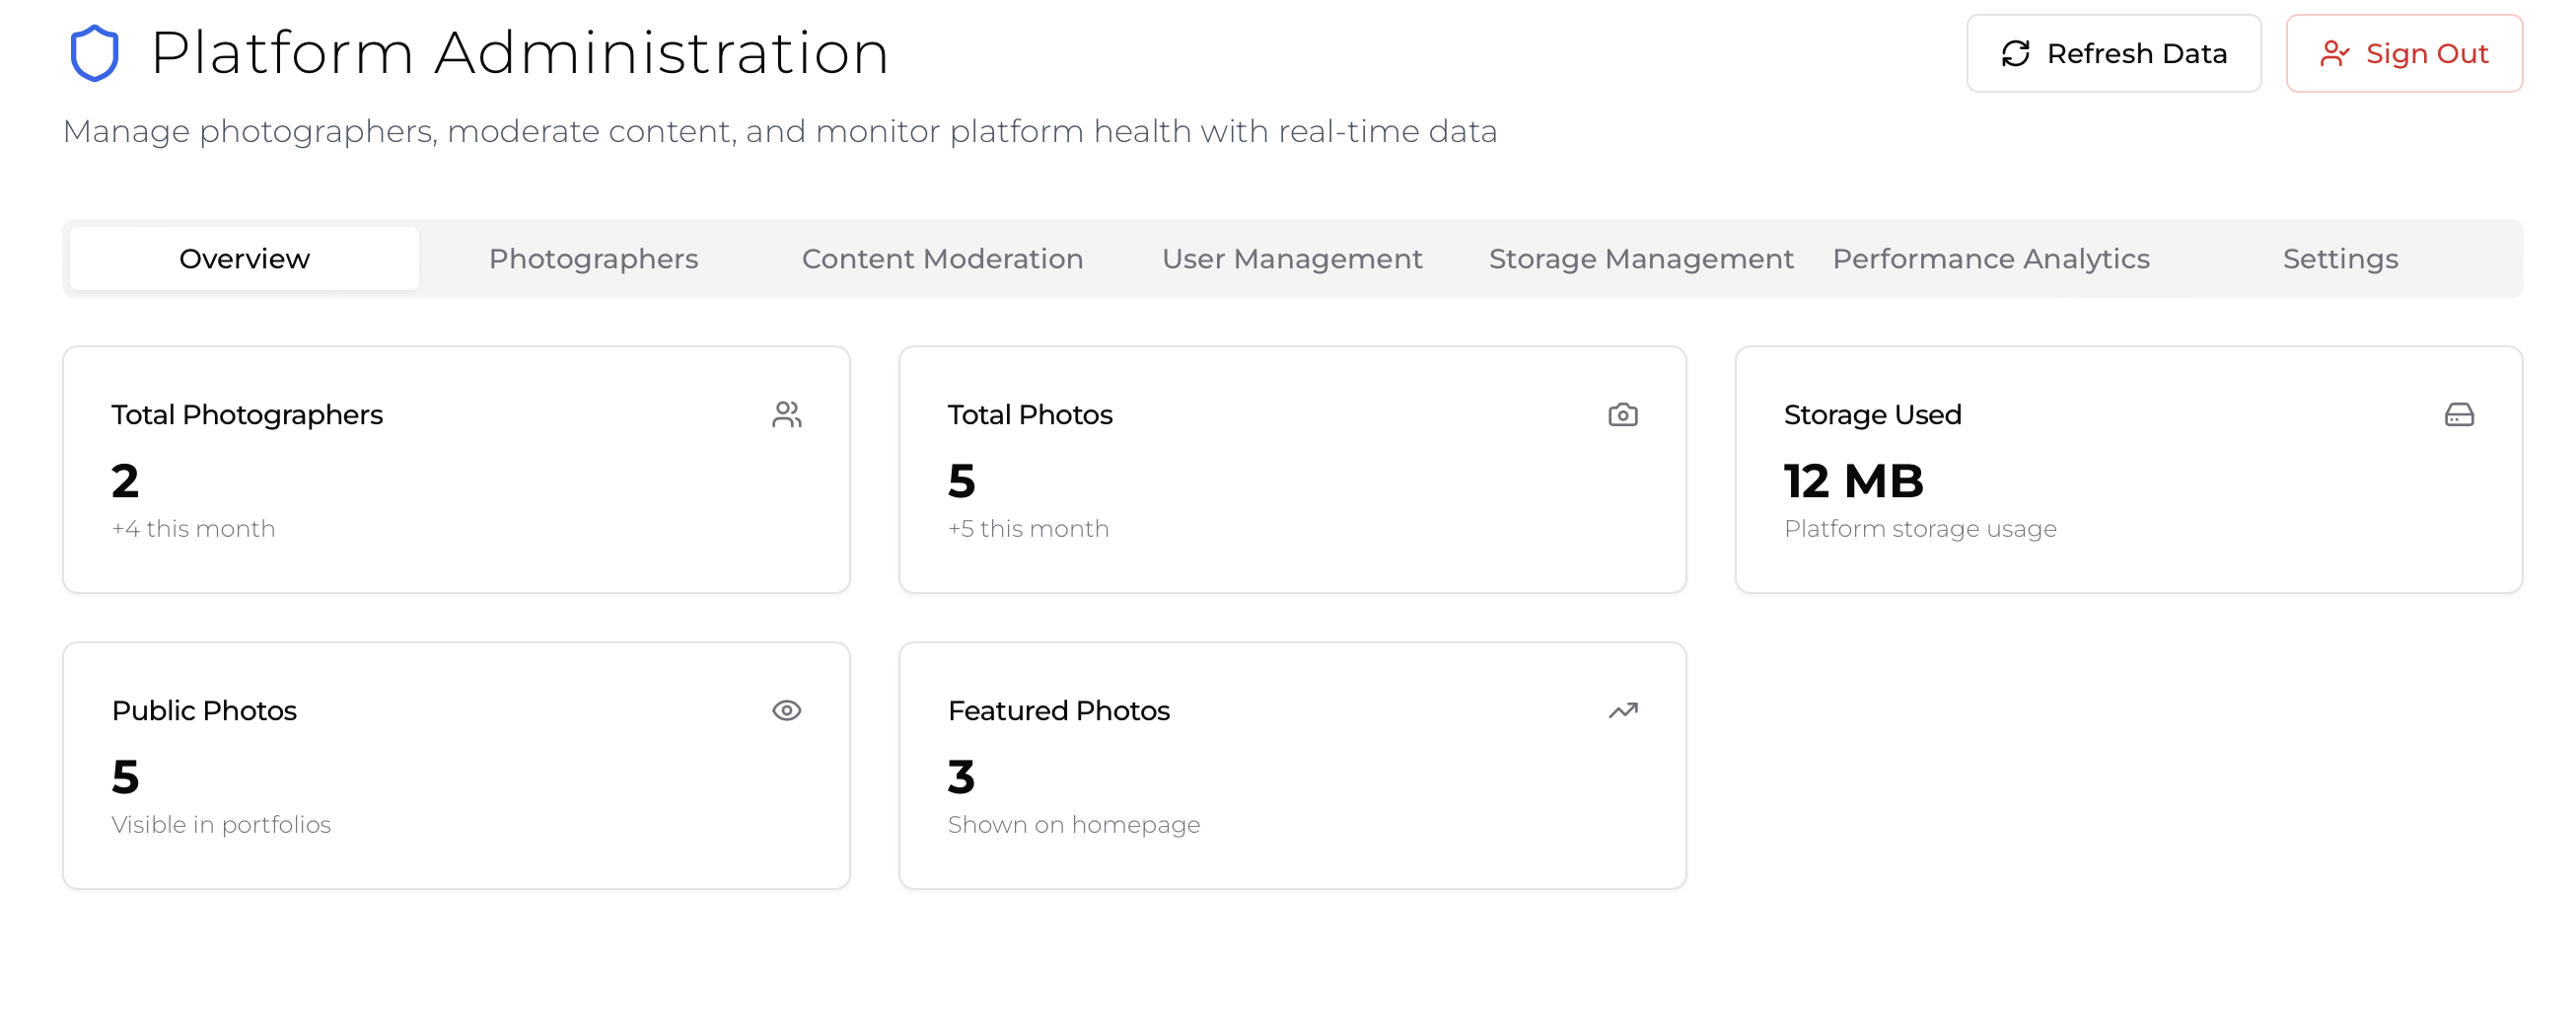 Platform Administration
Refresh Data
Sign Out
Manage photographers, moderate content, and monitor platform health with real-time data
Overview
Photographers
Content Moderation
User Management
Storage Management
Performance Analytics
Settings
Total Photographers
2
+4 this month
Total Photos
5
+5 this month
Storage Used
12 MB
Platform storage usage
Public Photos
5
Visible in portfolios
Featured Photos
3
Shown on homepage